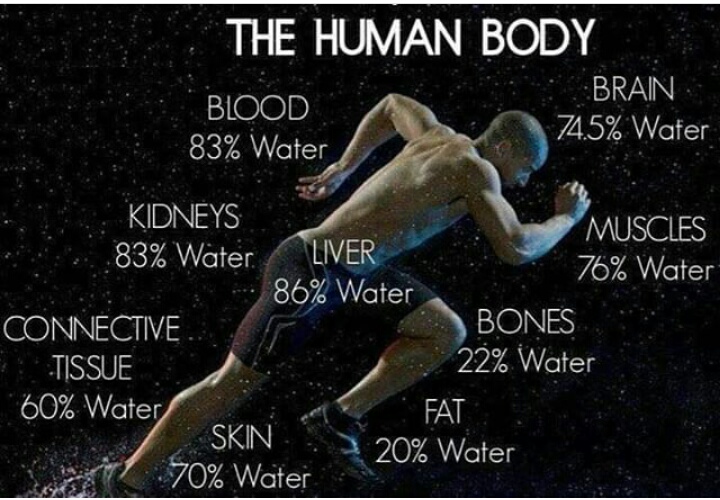 THE HUMAN BODY
BRAIN
74.5% Water
BLOOD
83% Water
KIDNEYS
83% Water
LIVER
86% Water
MUSCLES
76% Water
CONNECTIVE
TISSUE
60% Water
BONES
22% Water
FAT
20% Water
SKIN
70% Water